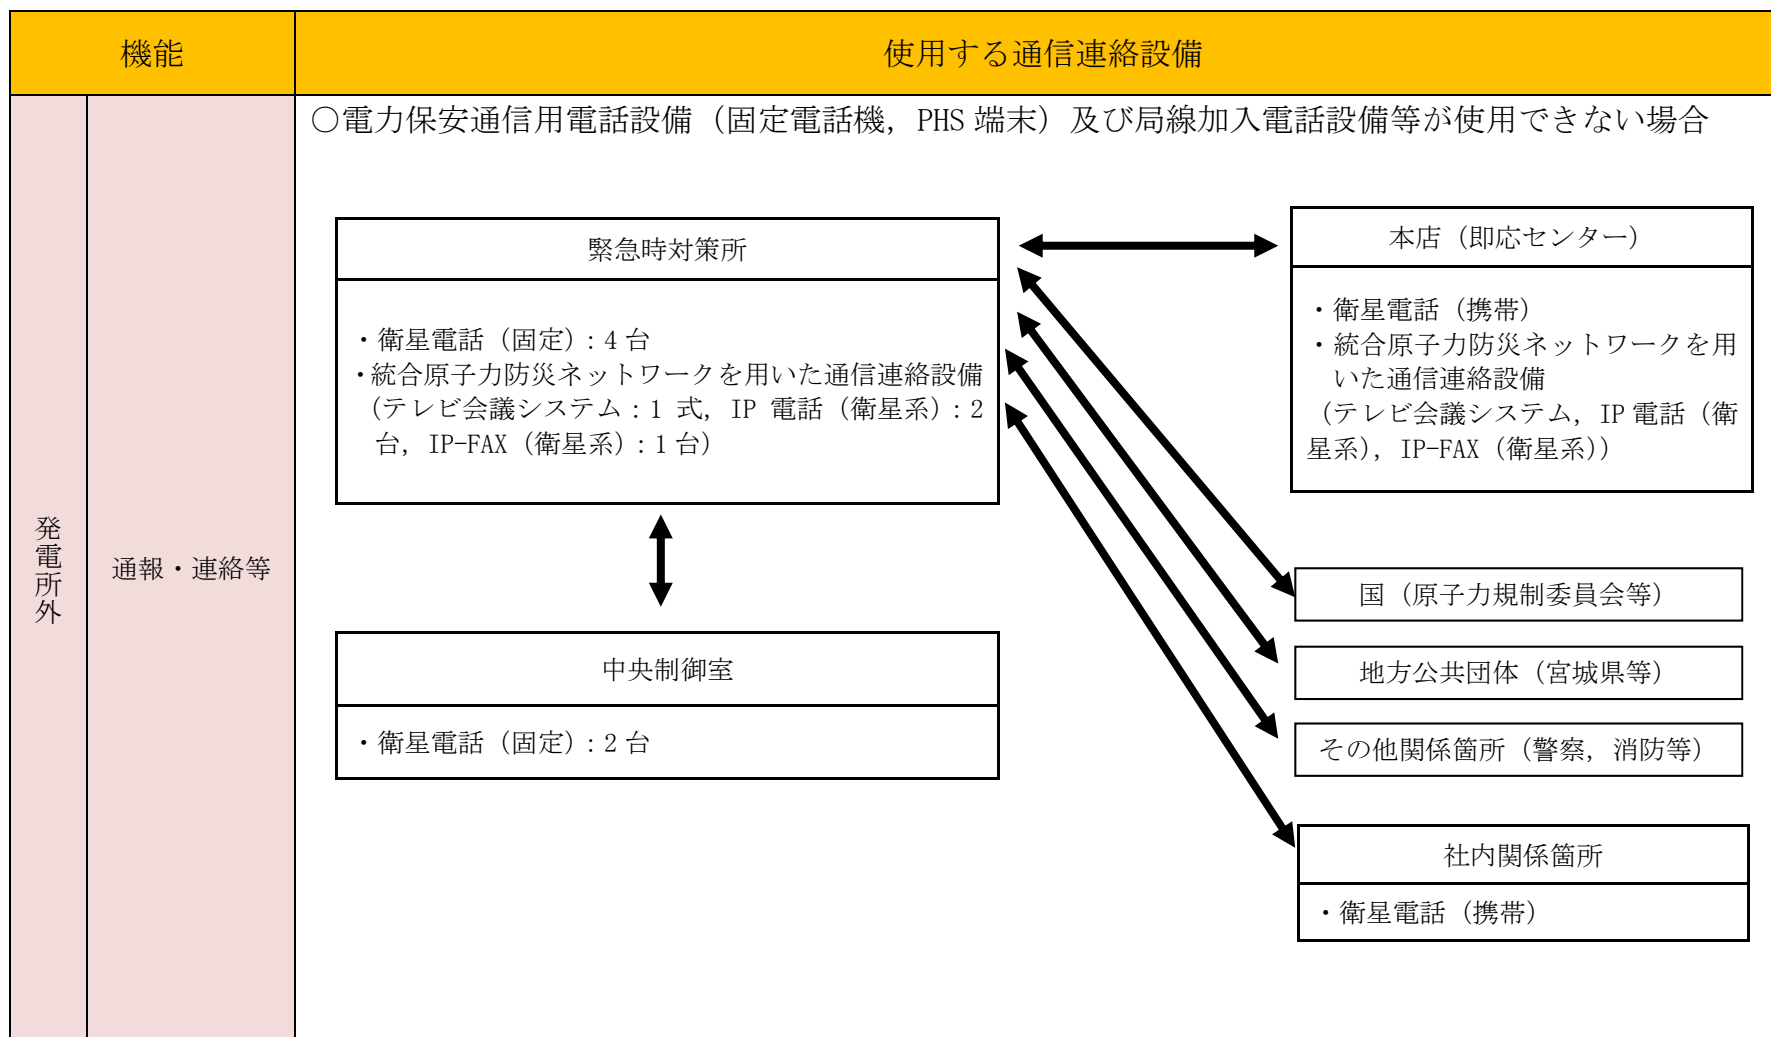 機能
使用する通信連絡設備
発電所外
通報・連絡等
○電力保安通信用電話設備（固定電話機，PHS 端末）及び局線加入電話設備等が使用できない場合
緊急時対策所
・衛星電話（固定）：4 台
・統合原子力防災ネットワークを用いた通信連絡設備
（テレビ会議システム：1 式，IP 電話（衛星系）：2
台，IP-FAX（衛星系）：1 台）
中央制御室
・衛星電話（固定）：2 台
本店（即応センター）
・衛星電話（携帯）
・統合原子力防災ネットワークを用
いた通信連絡設備
（テレビ会議システム，IP 電話（衛
星系），IP-FAX（衛星系））
国（原子力規制委員会等）
地方公共団体（宮城県等）
その他関係箇所（警察，消防等）
社内関係箇所
・衛星電話（携帯）